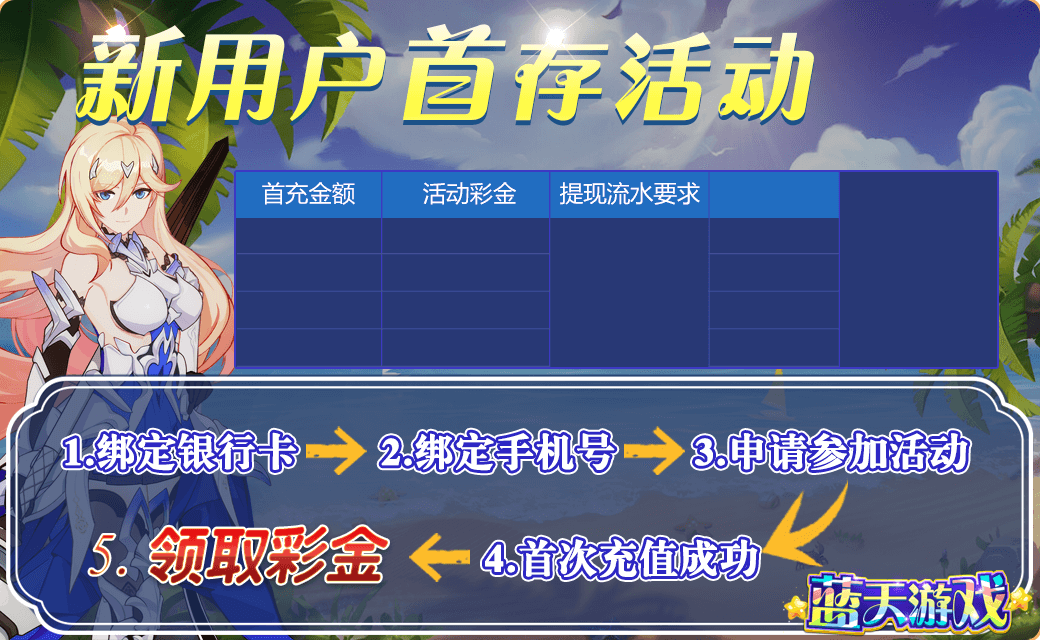 新用户首存活动
首充金额 活动彩金 提现流水要求
1.绑定银行卡 2.绑定手机号 3.申请参加活动
5.领取彩金 4.首次充值成功
蓝天游戏